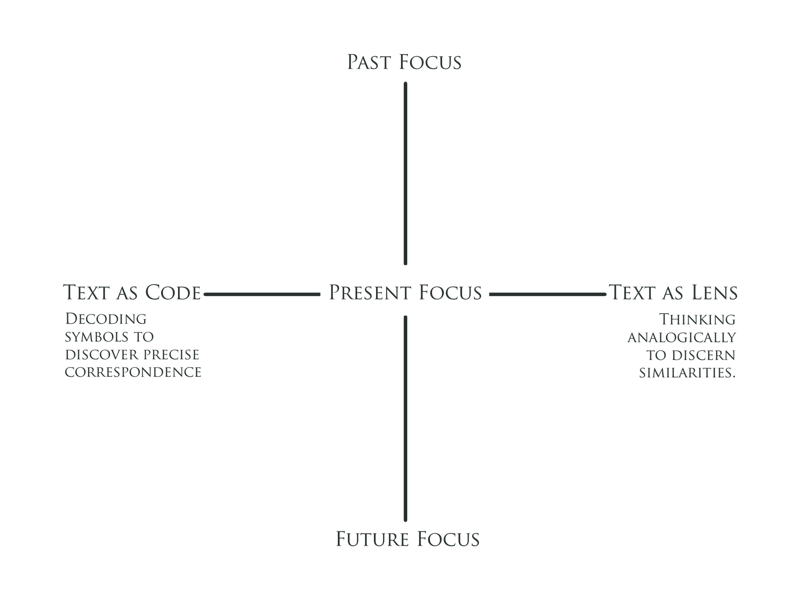 Past Focus
Text as Code
Present Focus
Text as Lens
Decoding
symbols to
discover precise
correspondence
Thinking
analogically
to discern
similarities.
Future Focus